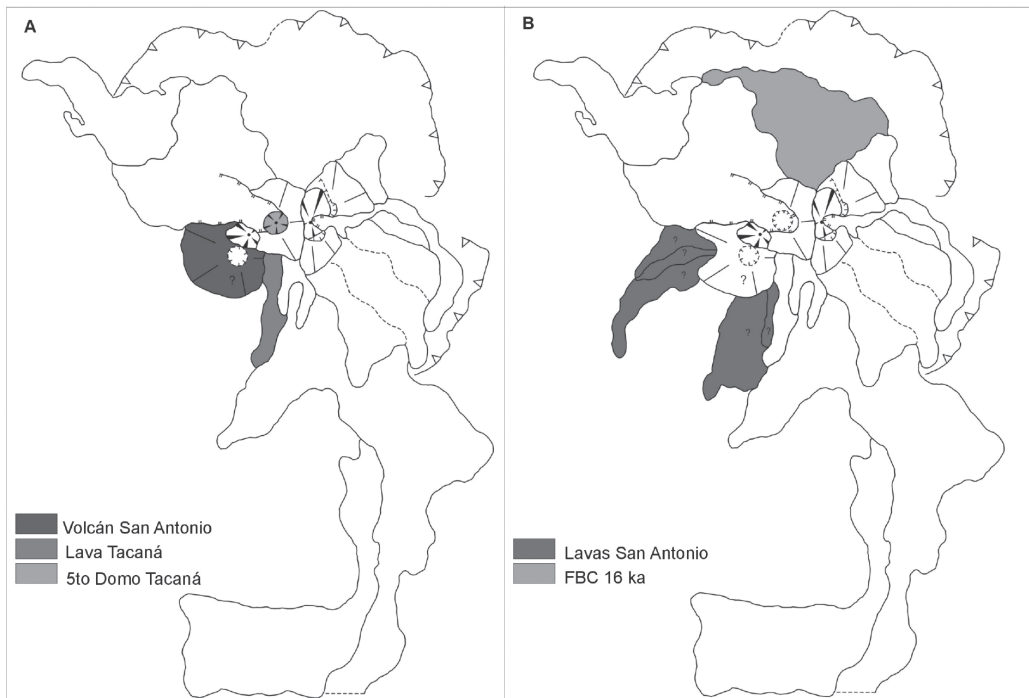 A
?
Volcán San Antonio
Lava Tacaná
5to Domo Tacaná
B
?
?
?
?
?
Lavas San Antonio
FBC 16 ka